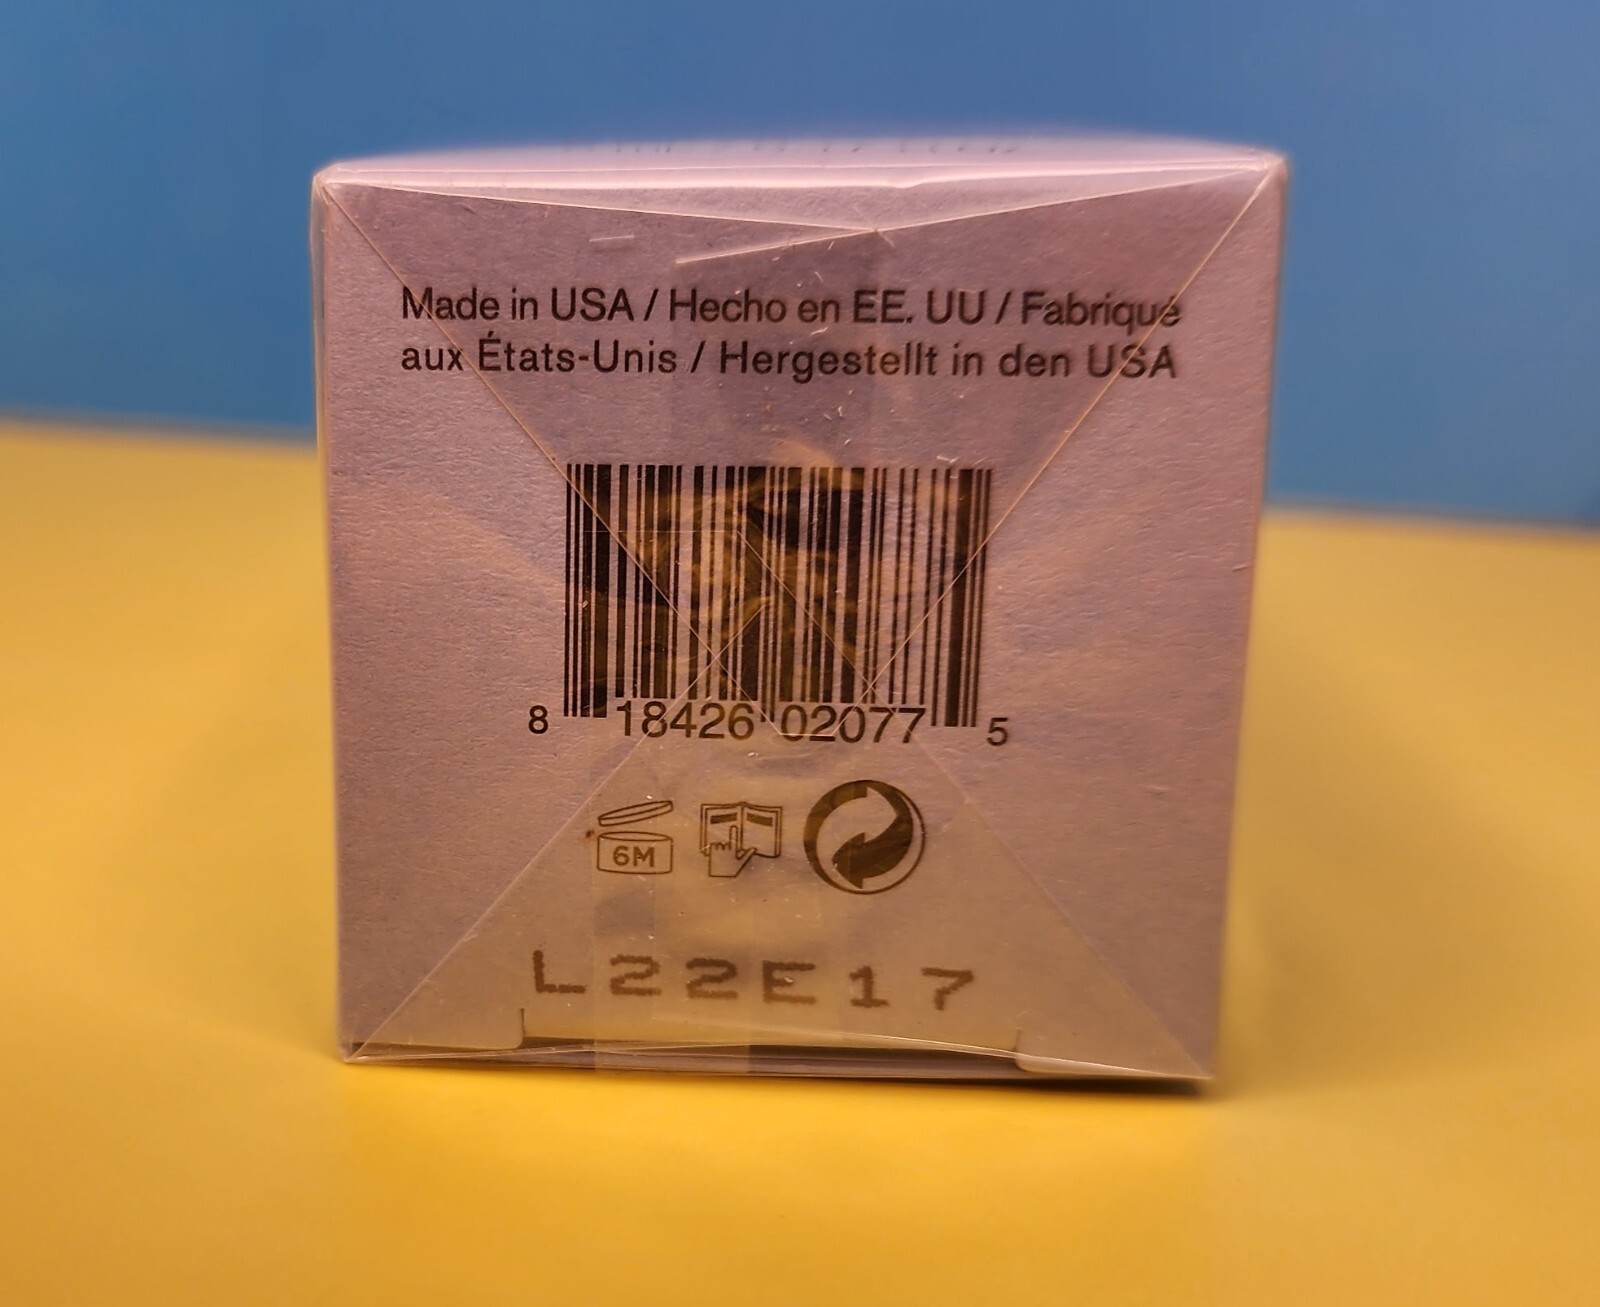 Made in USA / Hecho en EE. UU / Fabriqué
aux États-Unis / Hergestellt in den USA
8 18426 02077 5
6M
L22E17